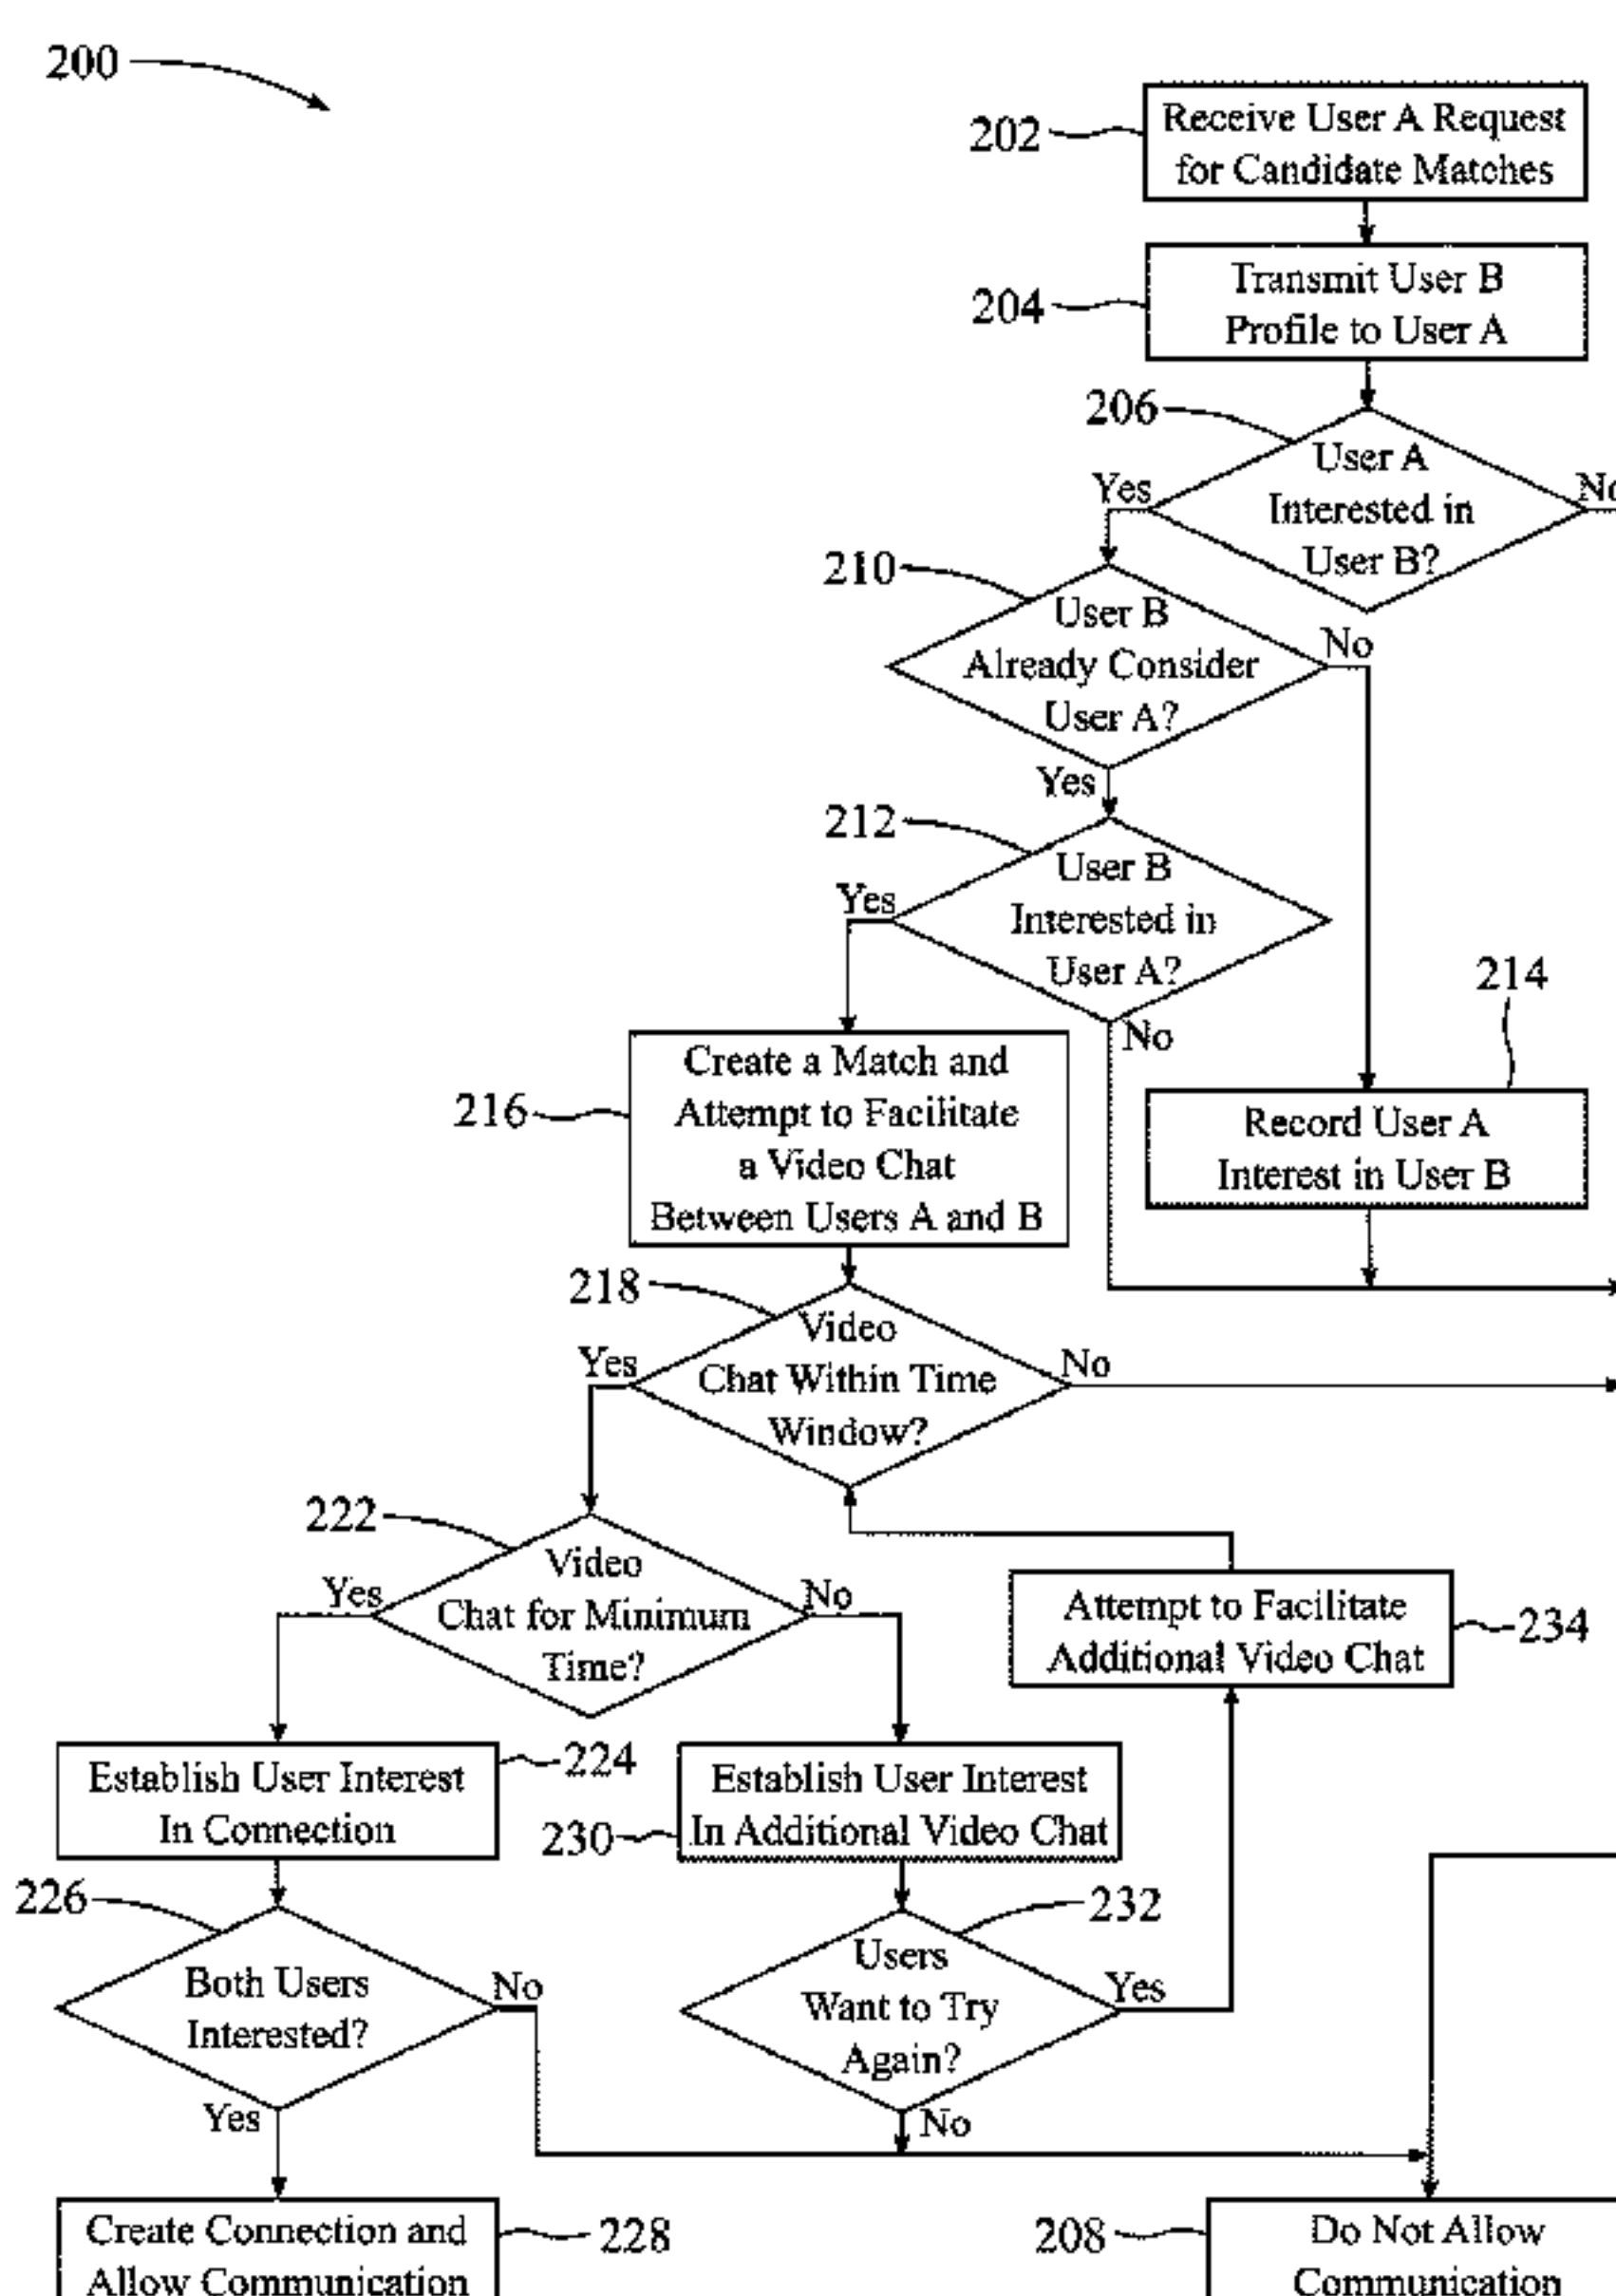 200
202
Receive User A Request
for Candidate Matches
204
Transmit User B
Profile to User A
206
User A
Interested in
User B?
Yes
No
210
User B
Already Consider
User A?
No
Yes
212
User B
Interested in
User A?
Yes
No
214
Record User A
Interest in User B
216
Create a Match and
Attempt to Facilitate
a Video Chat
Between Users A and B
218
Video
Chat Within Time
Window?
Yes
No
222
Video
Chat for Minimum
Time?
Yes
No
Attempt to Facilitate
Additional Video Chat
234
Establish User Interest
In Connection
224
Establish User Interest
In Additional Video Chat
230
226
Both Users
Interested?
No
Yes
232
Users
Want to Try
Again?
Yes
No
Create Connection and
Allow Communication
228
208
Do Not Allow
Communication